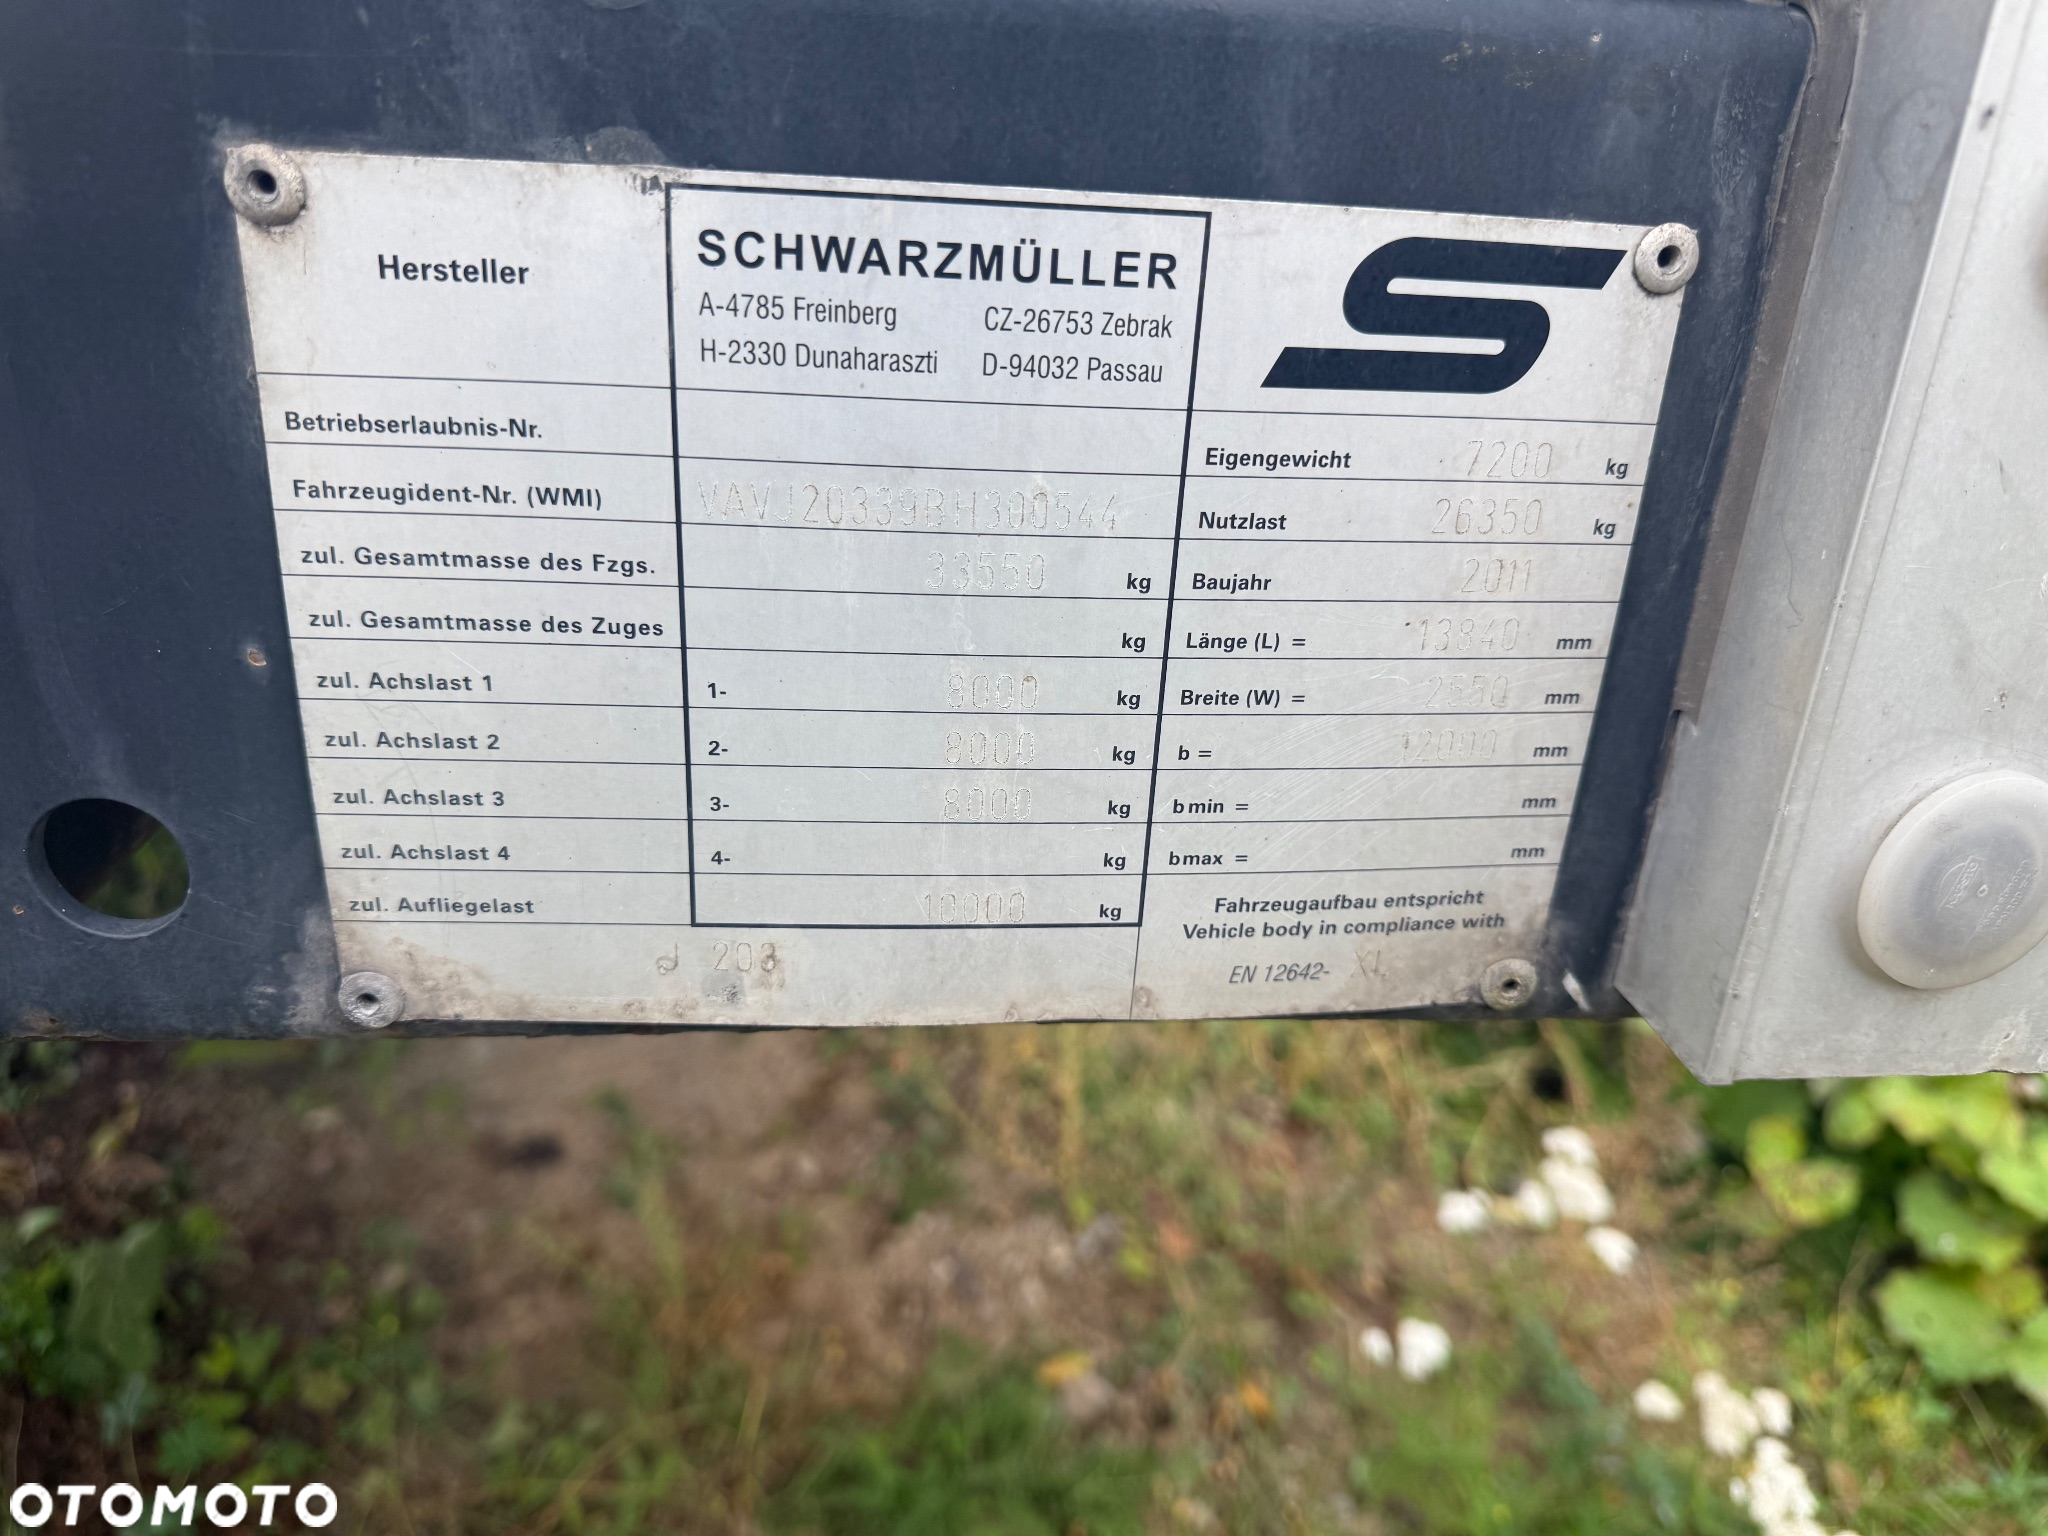 Hersteller
SCHWARZMÜLLER
A-4785 Freinberg CZ-26753 Zebrak
H-2330 Dunaharaszti D-94032 Passau
Betriebserlaubnis-Nr.
Fahrzeugident-Nr. (WMI) VAVJ20339BH300544
zul. Gesamtmasse des Fzgs. 33550 kg
zul. Gesamtmasse des Zuges kg
zul. Achslast 1 1- 8000 kg
zul. Achslast 2 2- 8000 kg
zul. Achslast 3 3- 8000 kg
zul. Achslast 4 4- kg
zul. Aufliegelast 10000 kg
d 203
Eigengewicht 7200 kg
Nutzlast 26350 kg
Baujahr 2011
Länge (L) = 13840 mm
Breite (W) = 2550 mm
b = 12000 mm
b min = mm
b max = mm
Fahrzeugaufbau entspricht
Vehicle body in compliance with
EN 12642- XL
OTOMOTO